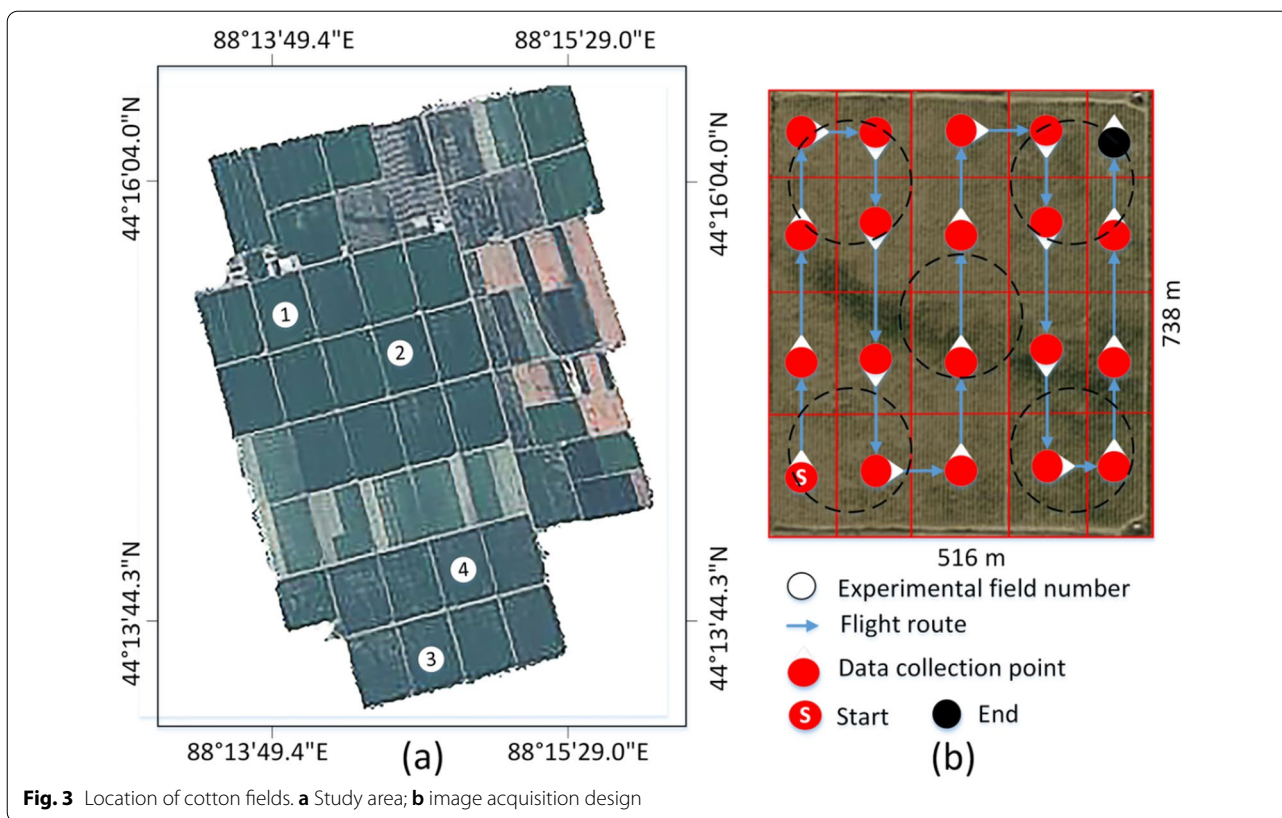 88°13'49.4"E 88°15'29.0"E
44°16'04.0"N
44°16'04.0"N
1
2
4
3
44°13'44.3"N
44°13'44.3"N
88°13'49.4"E (a) 88°15'29.0"E
738 m
S
516 m
Experimental field number
Flight route
Data collection point
S Start End
(b)
Fig. 3 Location of cotton fields. a Study area; b image acquisition design